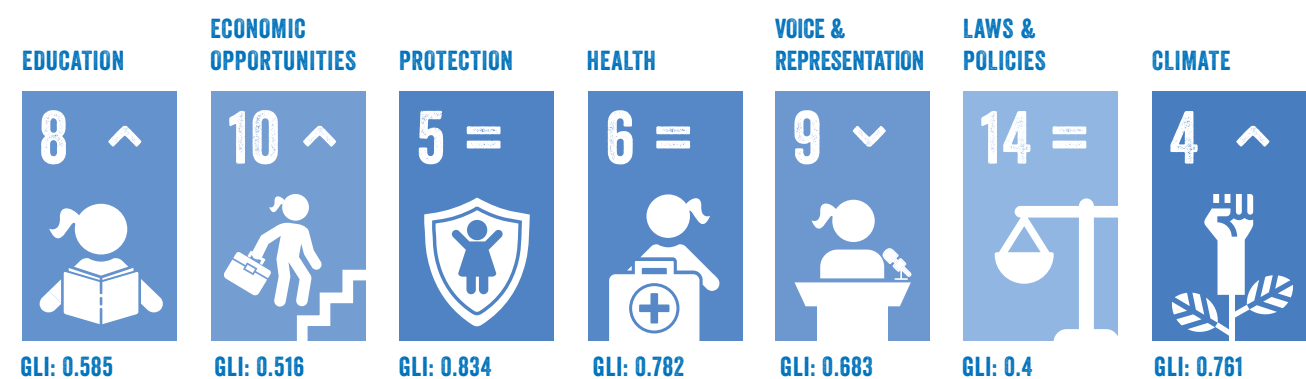 EDUCATION
8
GLI: 0.585
ECONOMIC
OPPORTUNITIES
10
GLI: 0.516
PROTECTION
5 =
GLI: 0.834
HEALTH
6 =
GLI: 0.782
VOICE &
REPRESENTATION
9
GLI: 0.683
LAWS &
POLICIES
14 =
GLI: 0.4
CLIMATE
4
GLI: 0.761